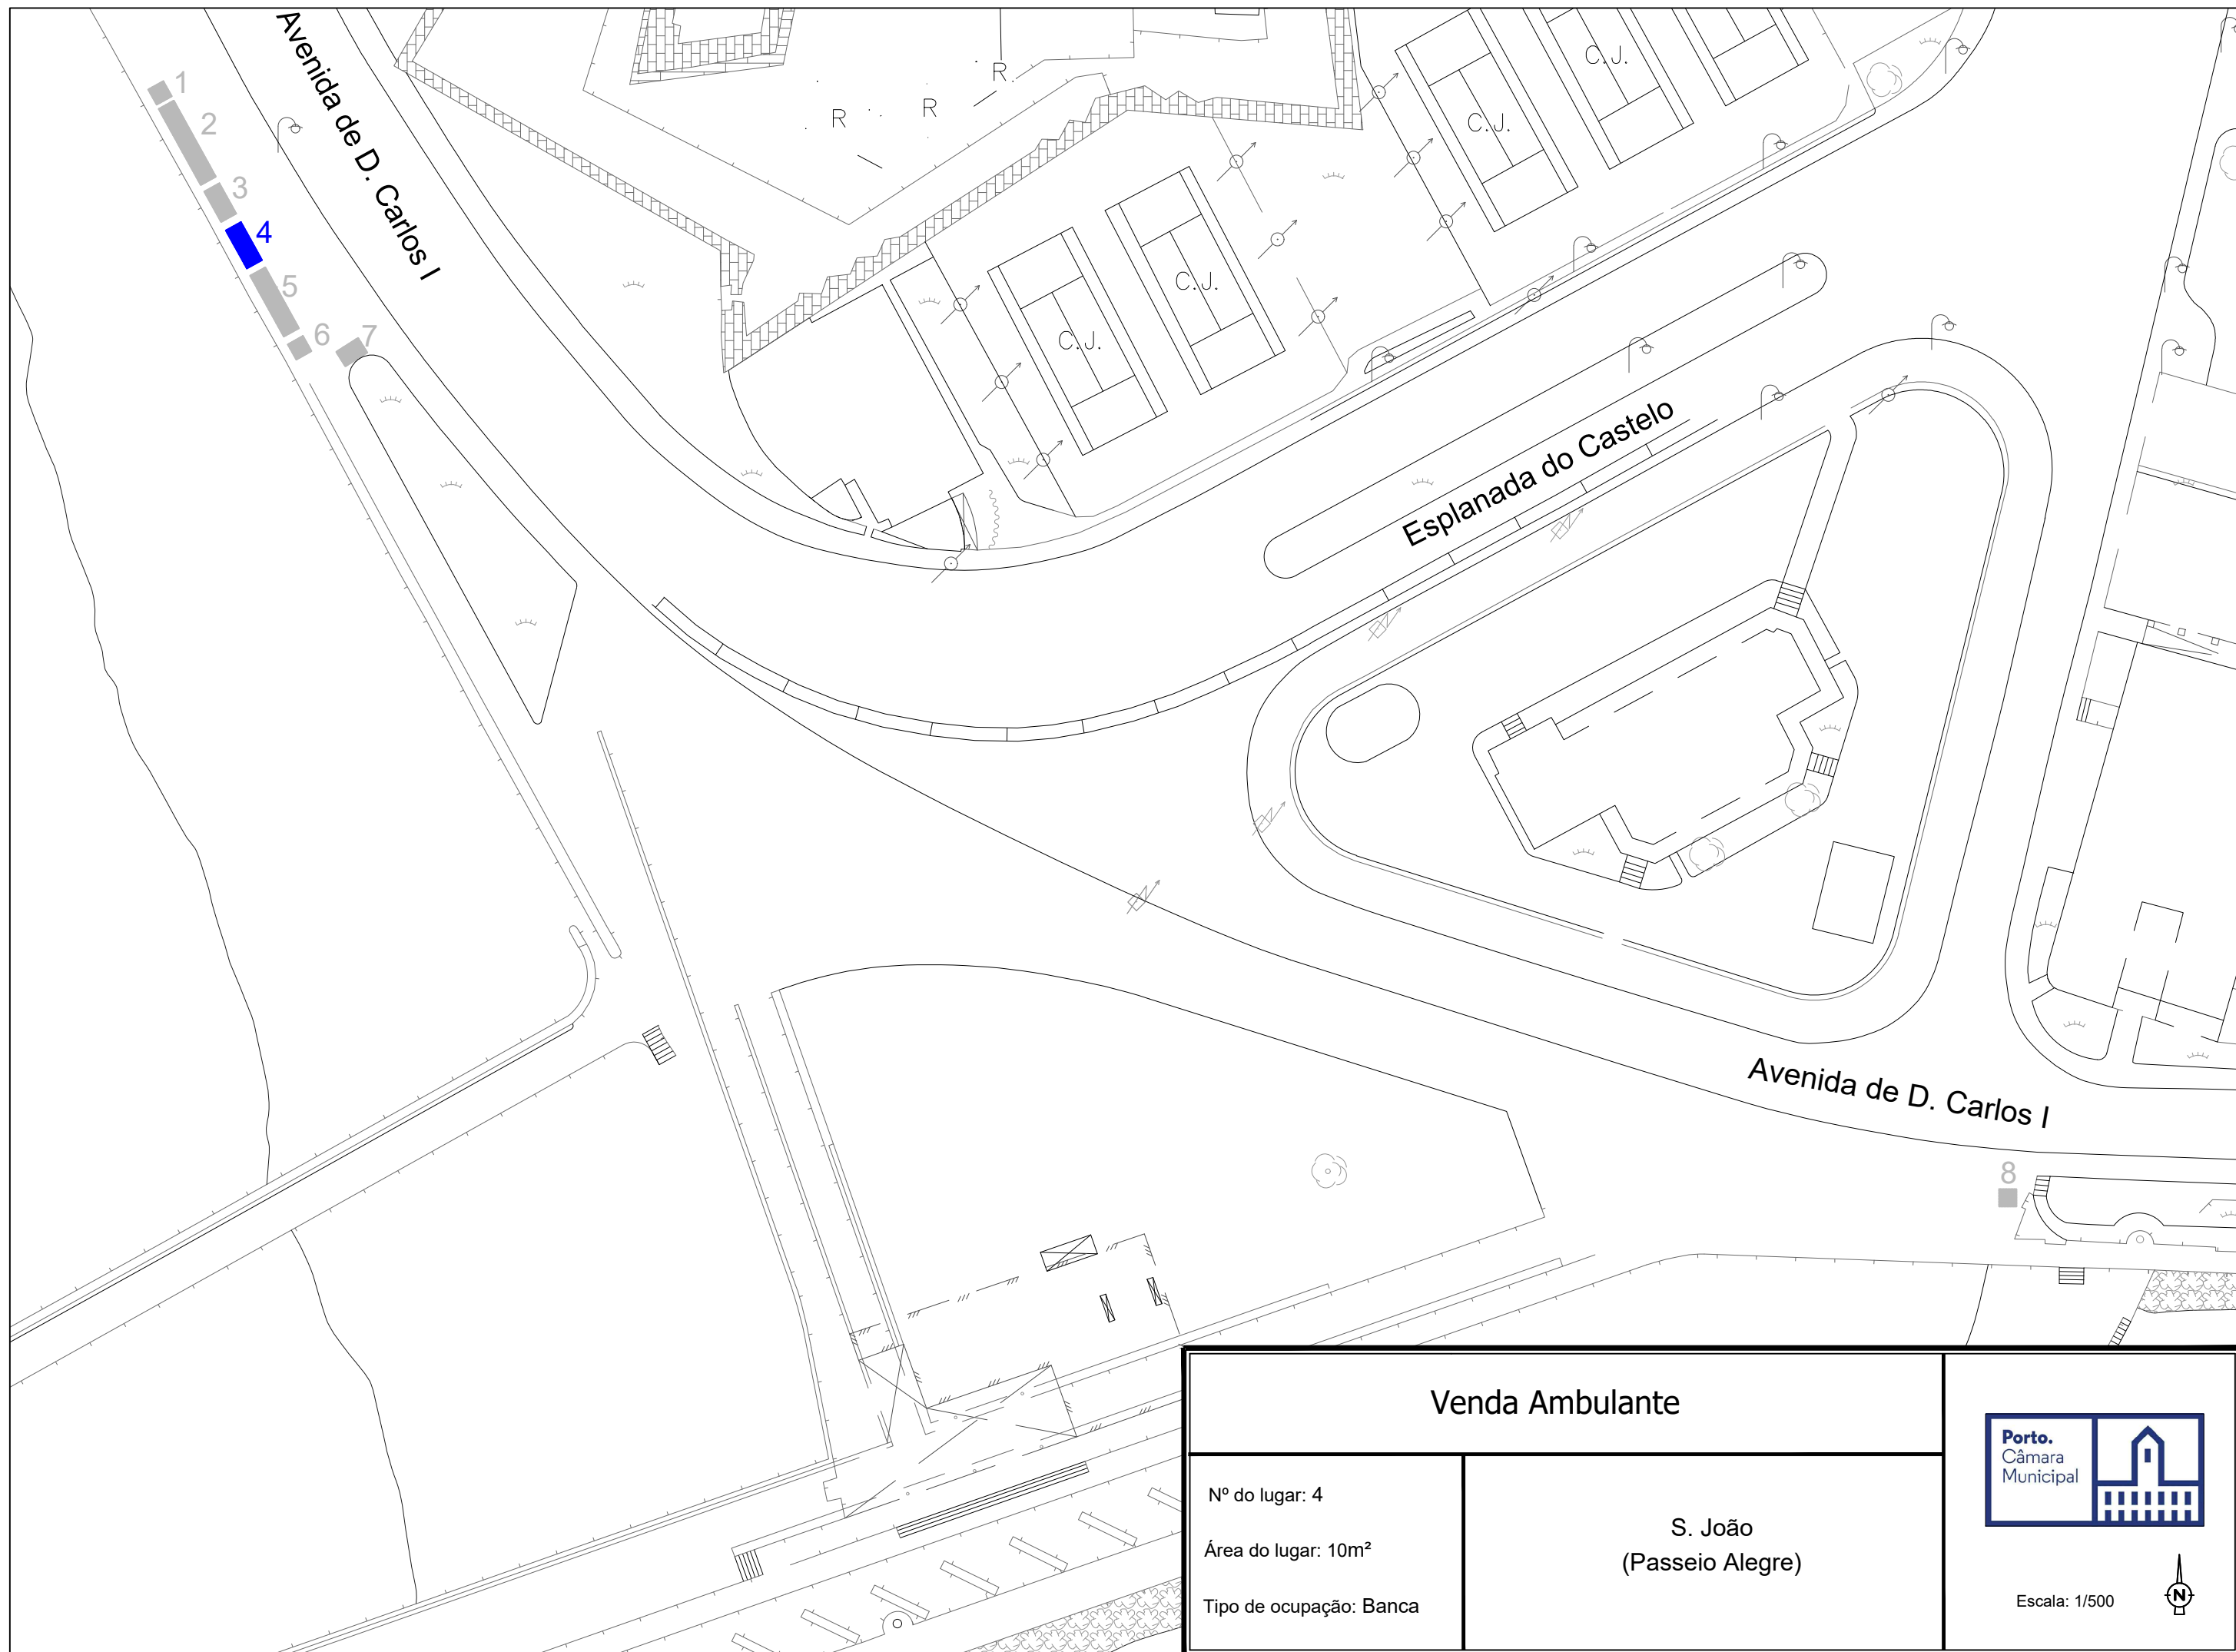 Avenida de D. Carlos I
1
2
3
4
5
6
7
R
R
R
C.J.
C.J.
C.J.
C.J.
Esplanada do Castelo
Avenida de D. Carlos I
8
Venda Ambulante
Nº do lugar: 4
Área do lugar: 10m²
Tipo de ocupação: Banca
S. João
(Passeio Alegre)
Porto.
Câmara
Municipal
Escala: 1/500
N